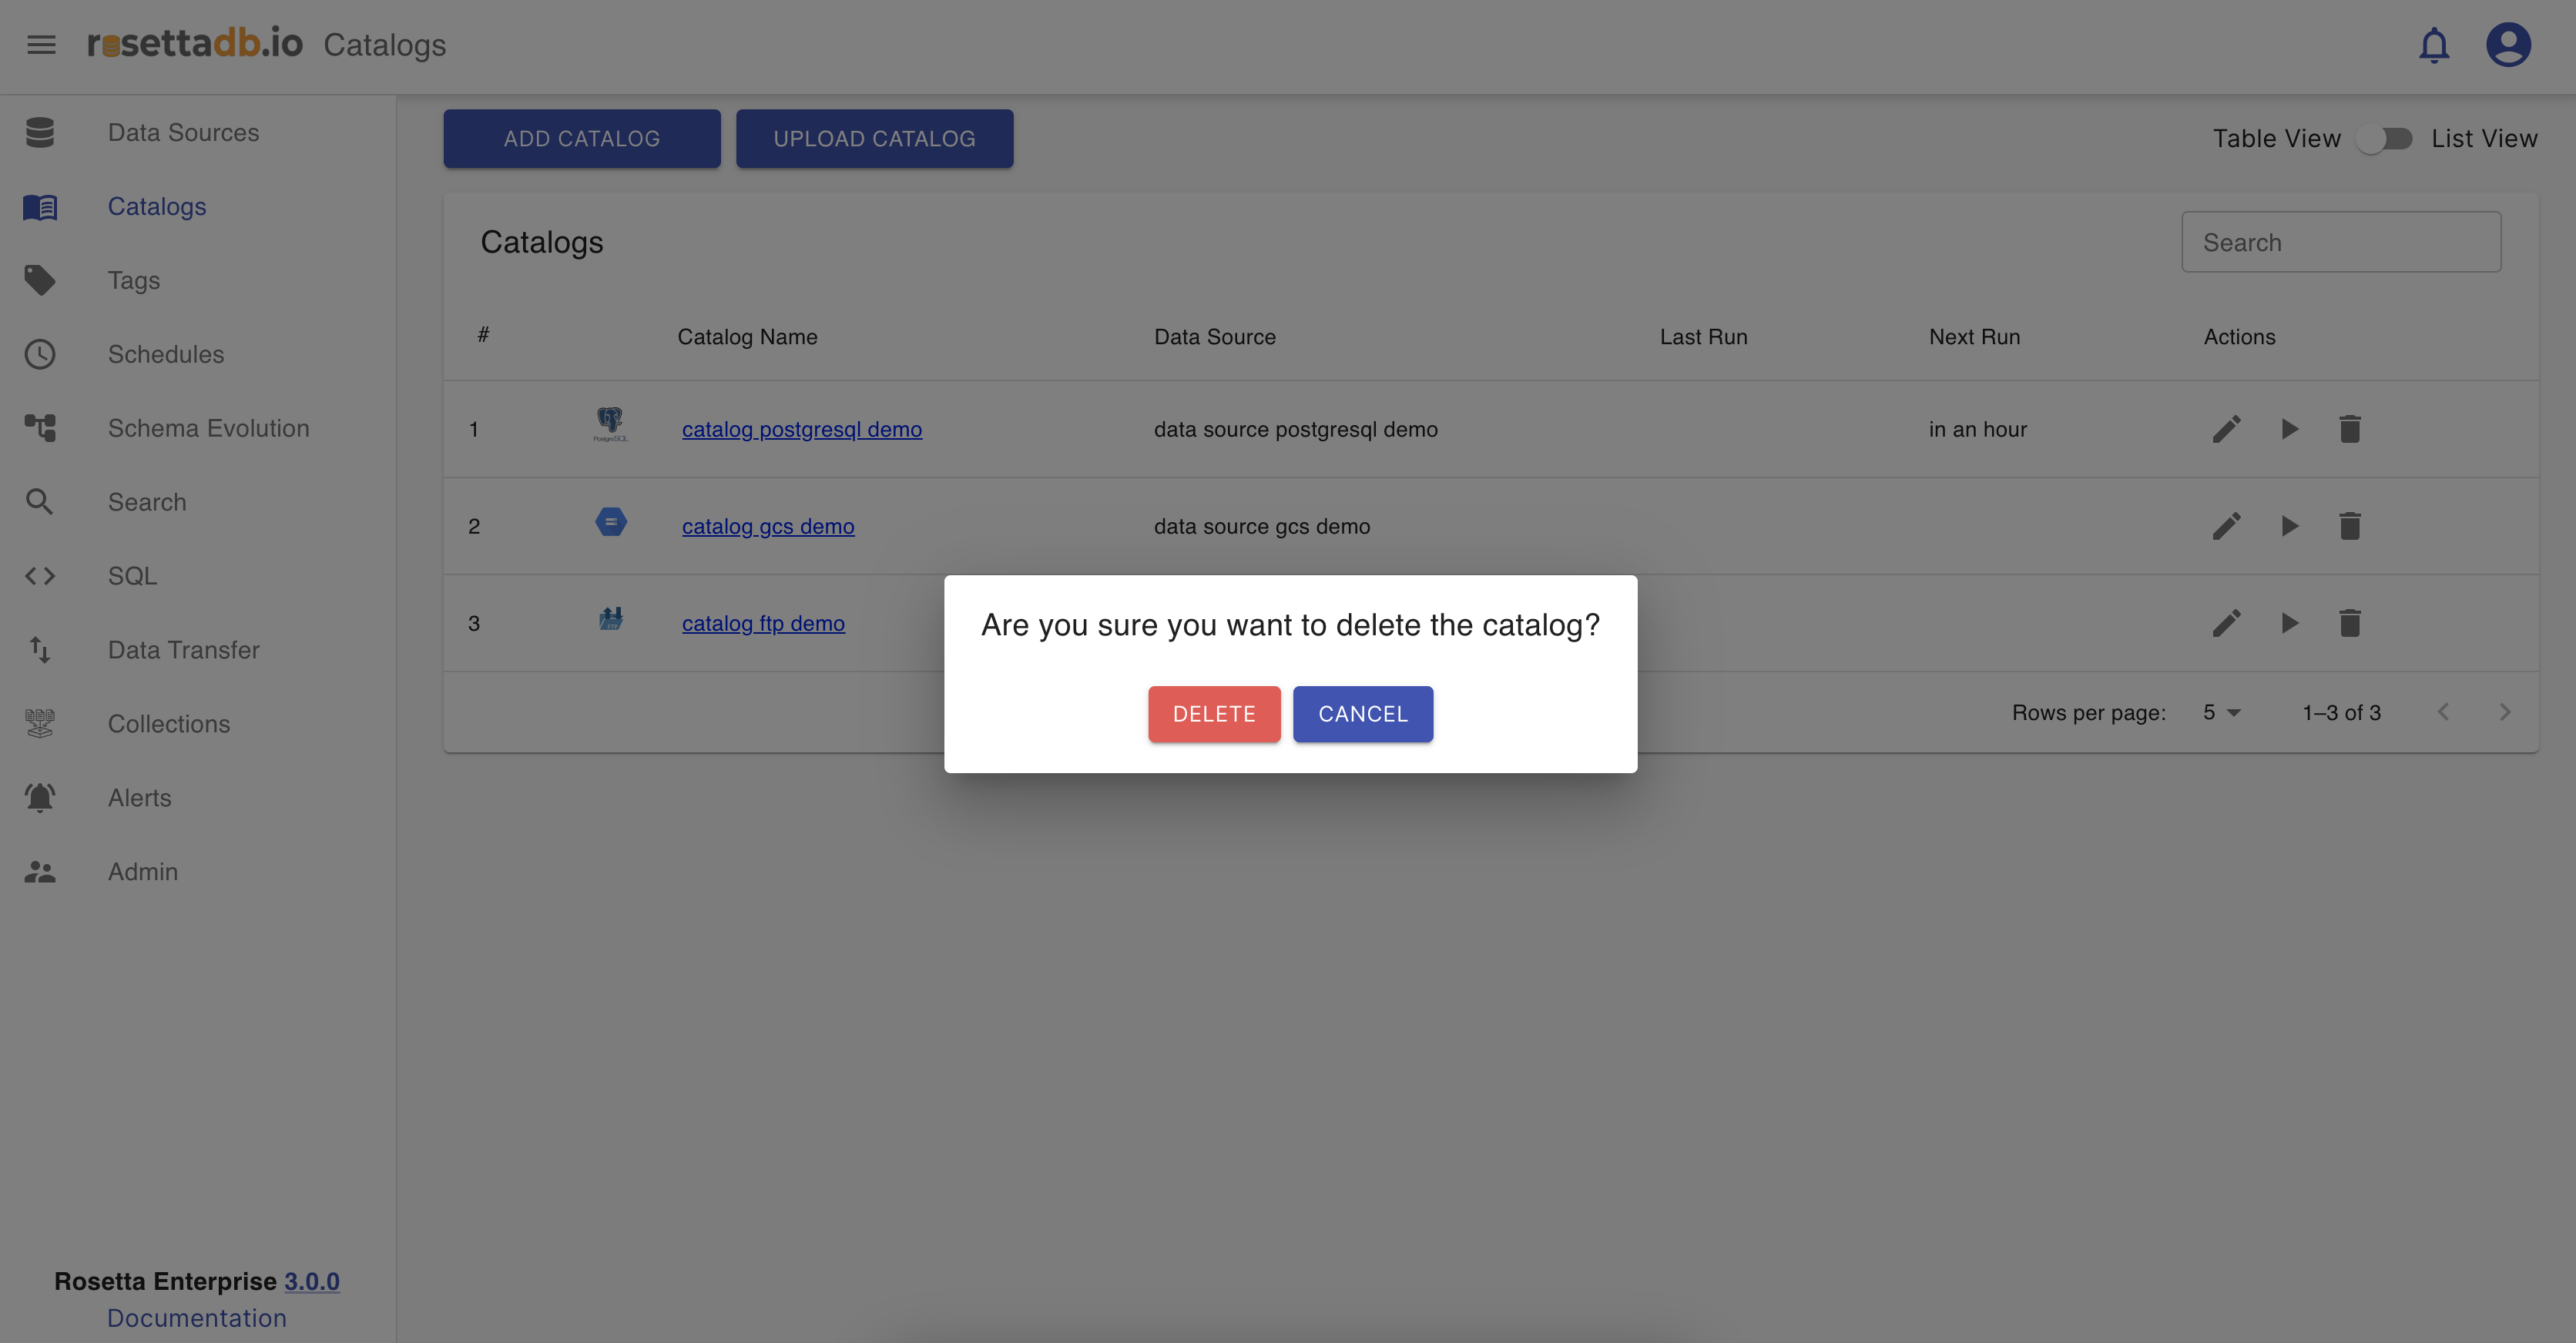 rosettadb.io Catalogs
Data Sources
Catalogs
Tags
Schedules
Schema Evolution
Search
SQL
Data Transfer
Collections
Alerts
Admin
Rosetta Enterprise 3.0.0
Documentation
ADD CATALOG UPLOAD CATALOG Table View List View
Catalogs Search
# Catalog Name Data Source Last Run Next Run Actions
1 PostgreSQL catalog postgresql demo data source postgresql demo in an hour
2 catalog gcs demo data source gcs demo
3 FTP catalog ftp demo
Rows per page: 5 1–3 of 3
Are you sure you want to delete the catalog?
DELETE CANCEL